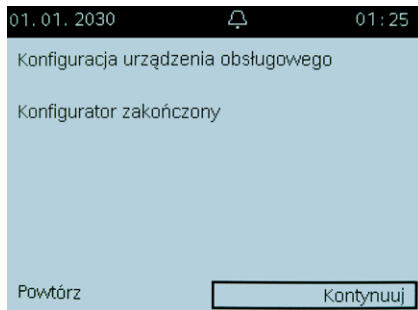 01.01.2030 01:25
Konfiguracja urządzenia obsługowego
Konfigurator zakończony
Powtórz Kontynuuj